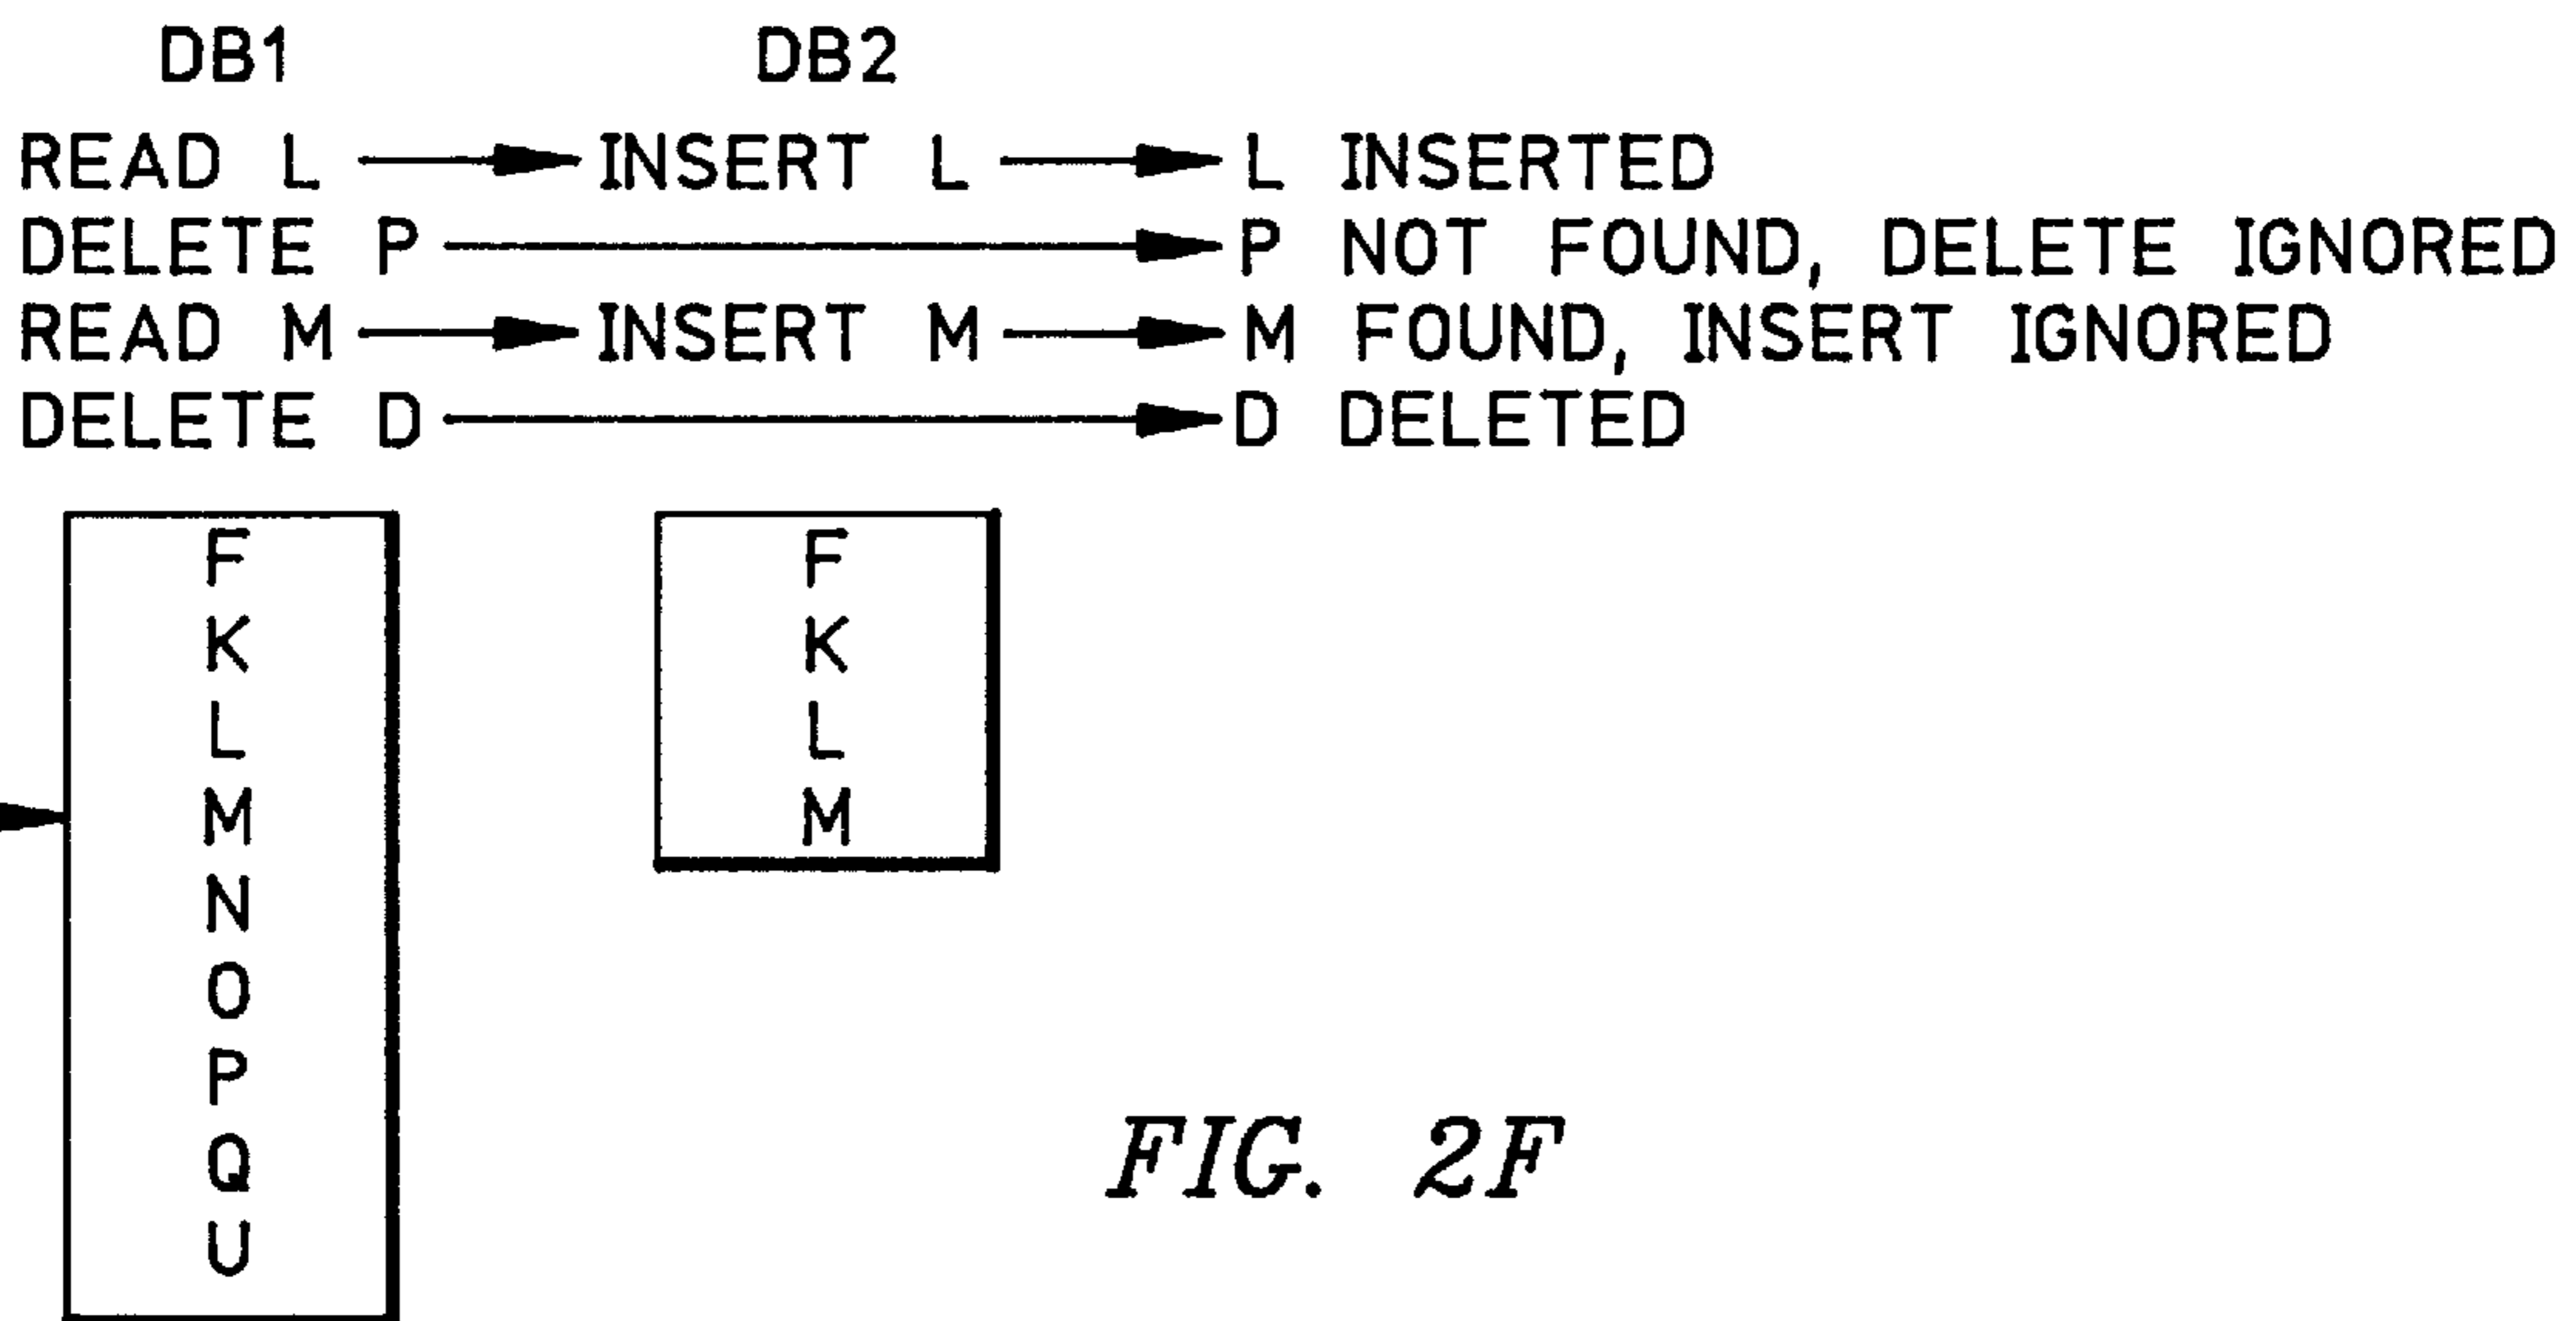 DB1 DB2
READ L INSERT L L INSERTED
DELETE P P NOT FOUND, DELETE IGNORED
READ M INSERT M M FOUND, INSERT IGNORED
DELETE D D DELETED
F F
K K
L L
M M
N
O
P
Q
U
FIG. 2F